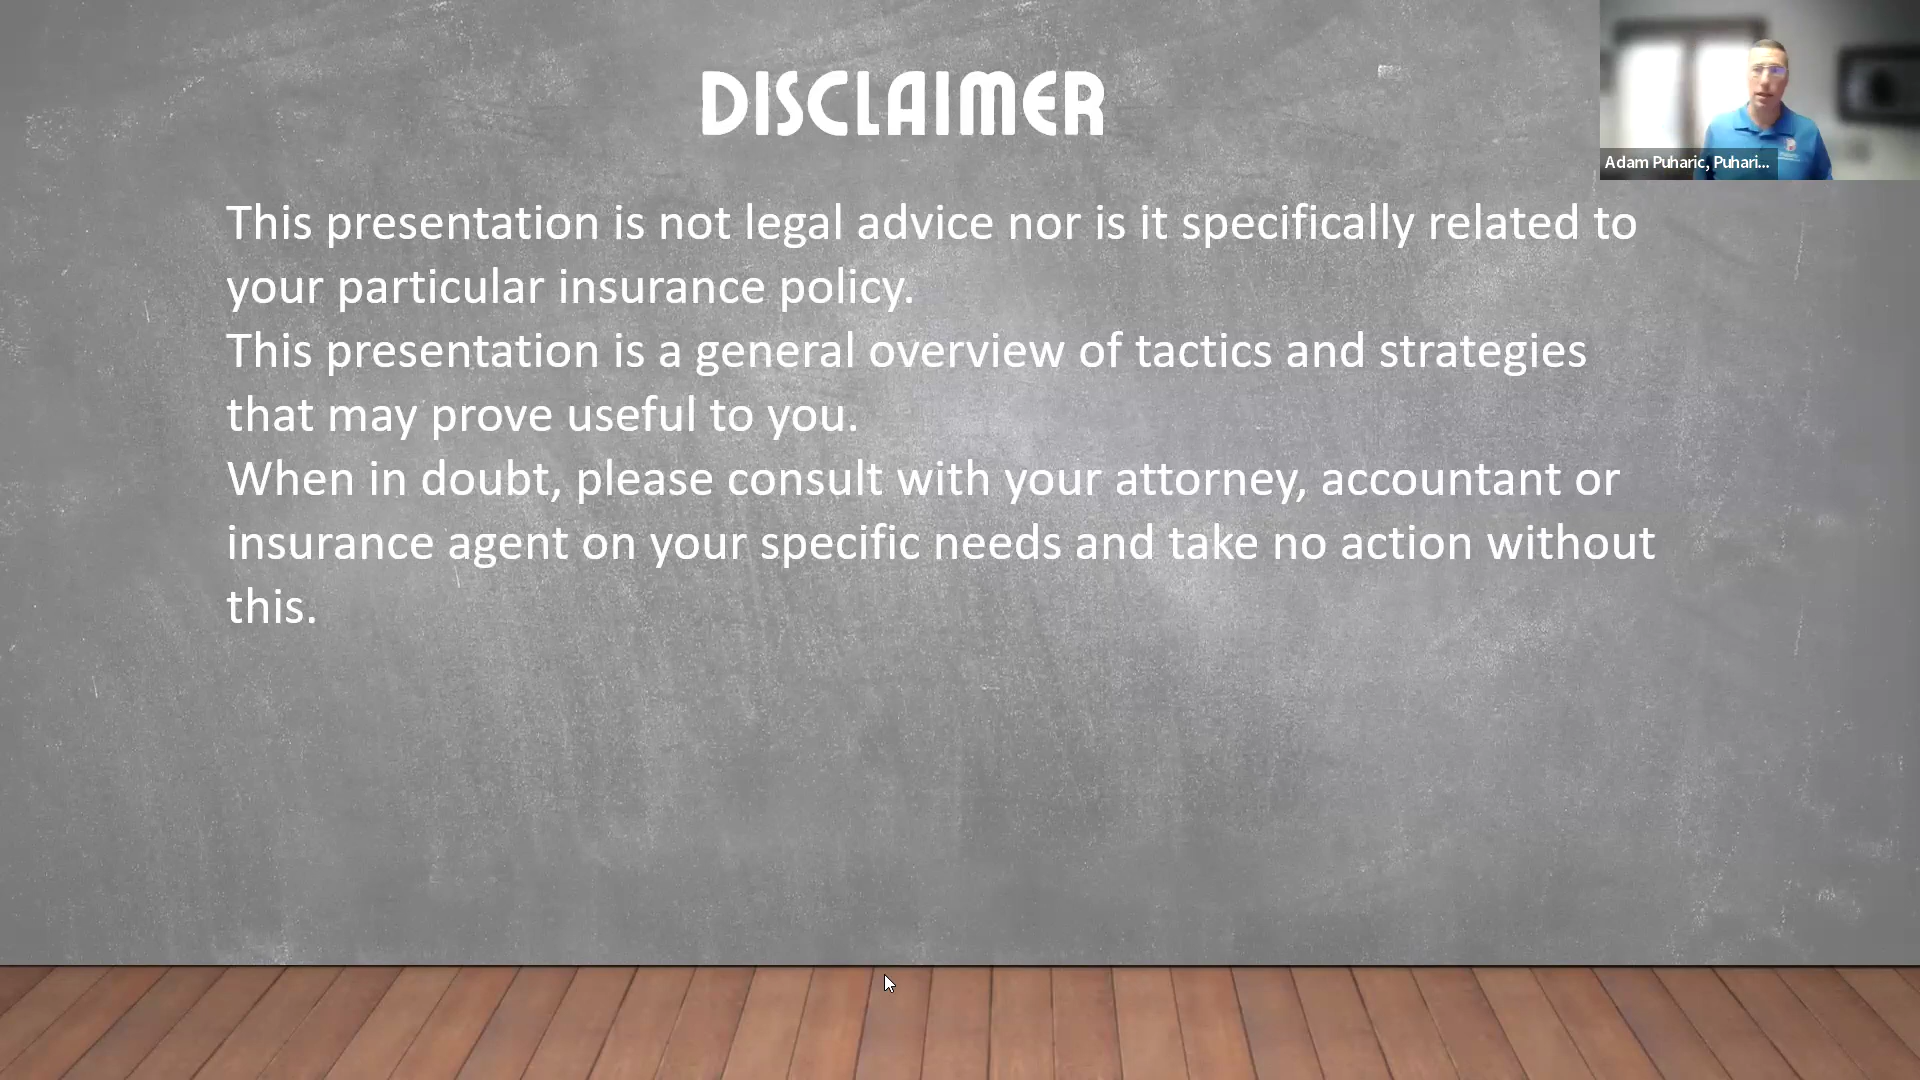 DISCLAIMER
This presentation is not legal advice nor is it specifically related to
your particular insurance policy.
This presentation is a general overview of tactics and strategies
that may prove useful to you.
When in doubt, please consult with your attorney, accountant or
insurance agent on your specific needs and take no action without
this.
Adam Puharic, Puhari...